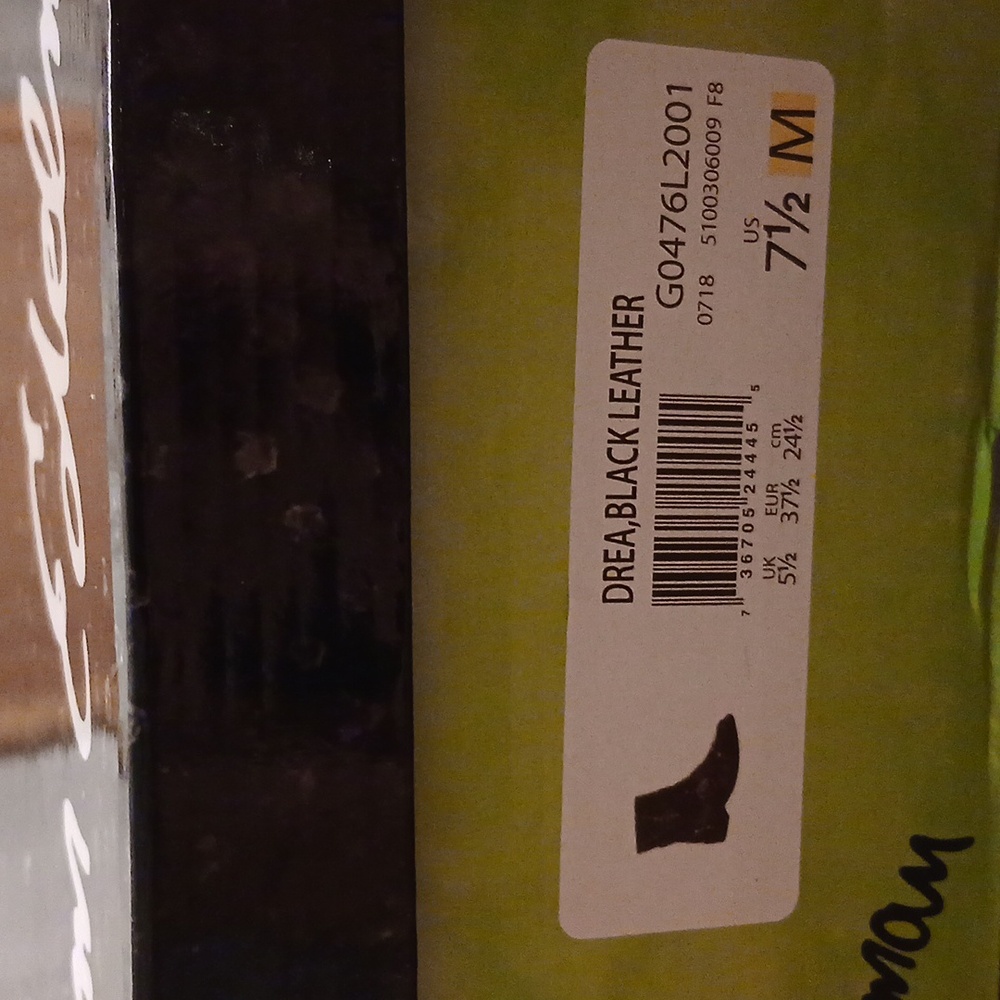 DREA,BLACK LEATHER
G0476L2001
0718 5100306009 F8
7 36705 24445 5
US
7½ M
UK EUR cm
5½ 37½ 24½
man